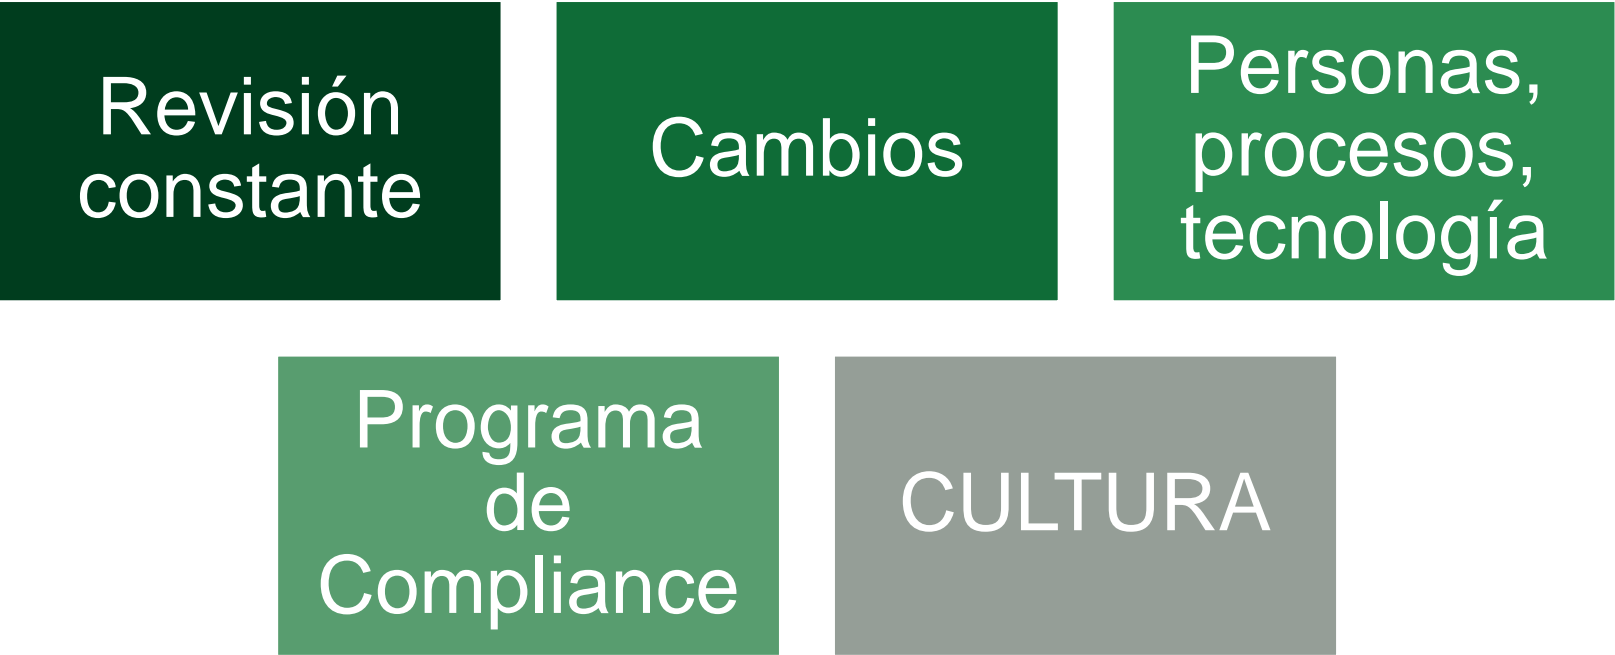 Revisión
constante
Cambios
Personas,
procesos,
tecnología
Programa
de
Compliance
CULTURA